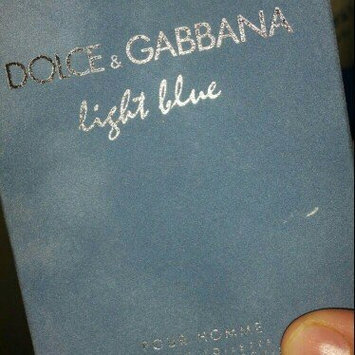 DOLCE & GABBANA
light blue
POUR HOMME